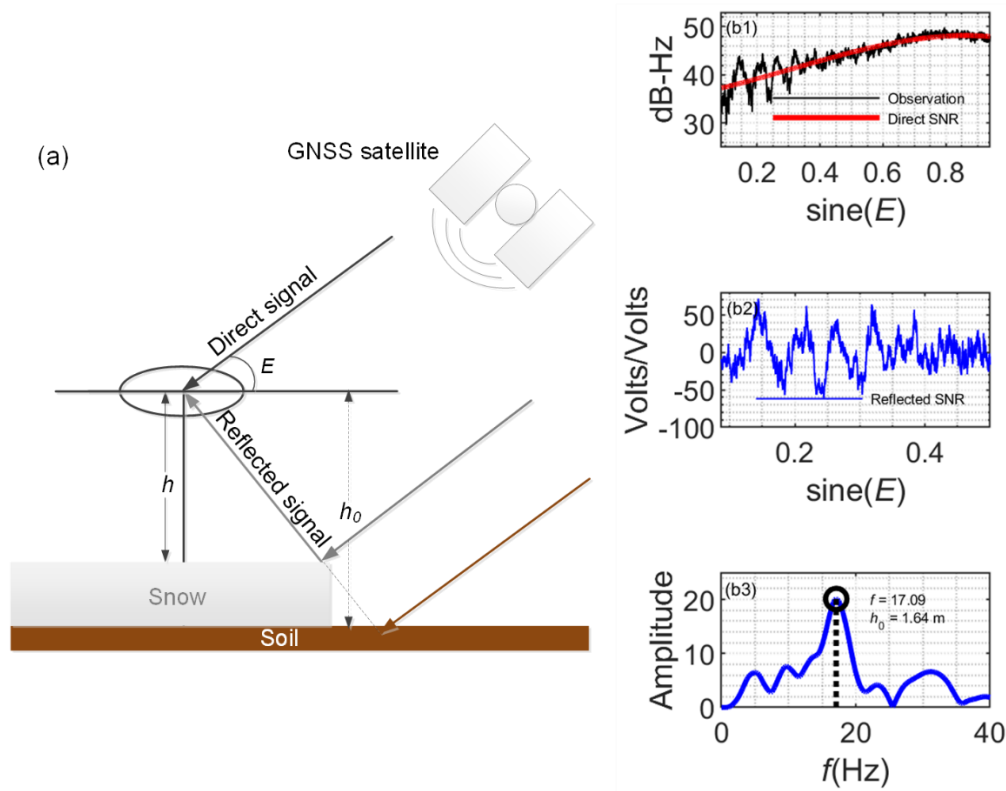 (a)
GNSS satellite
Direct signal
E
Reflected signal
h
h0
Snow
Soil
(b1)
50
40
30
dB-Hz
Observation
Direct SNR
0.2 0.4 0.6 0.8
sine(E)
(b2)
50
0
-50
-100
Volts/Volts
Reflected SNR
0.2 0.4
sine(E)
(b3)
20
10
0
Amplitude
f = 17.09
h0 = 1.64 m
0 20 40
f(Hz)